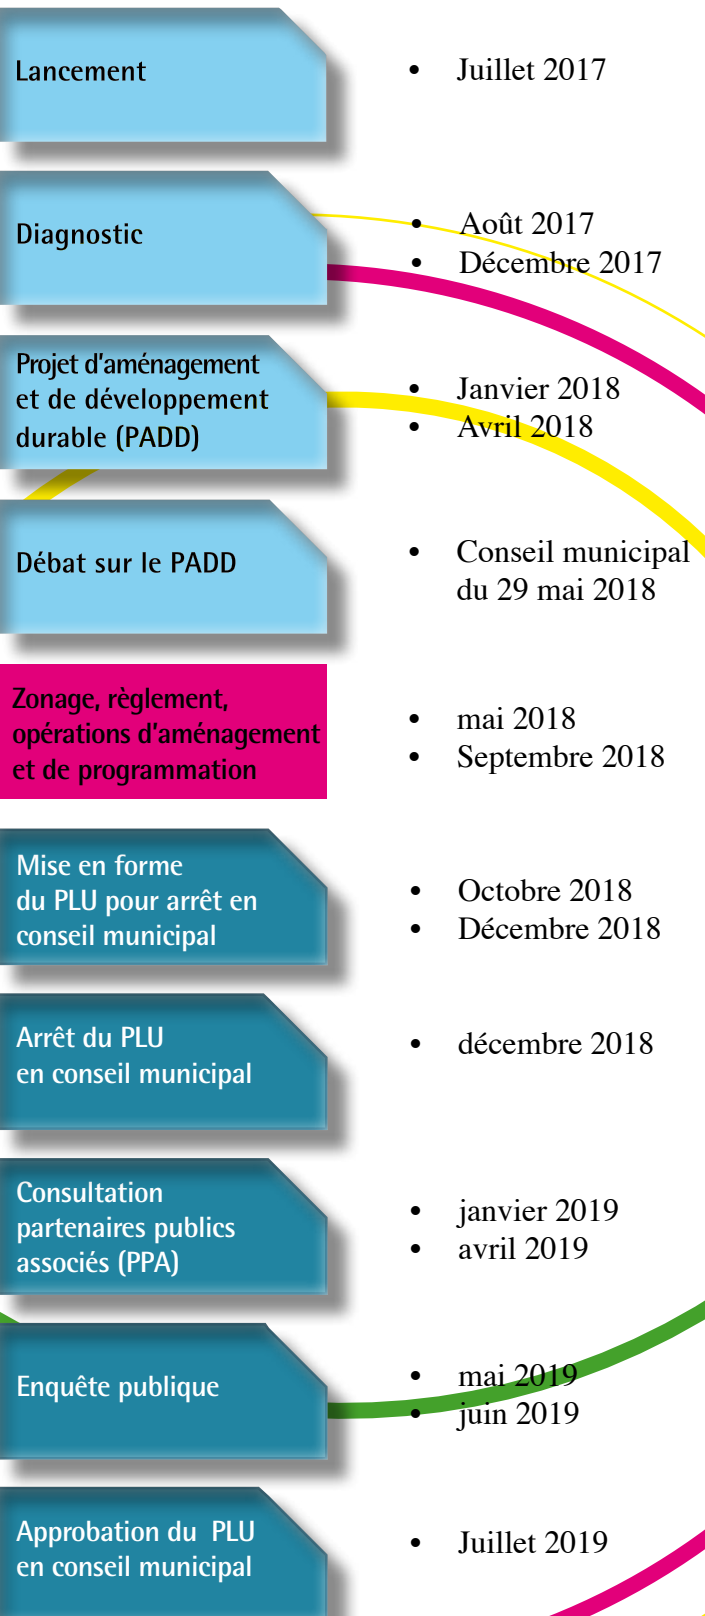 Lancement
• Juillet 2017
Diagnostic
• Août 2017
• Décembre 2017
Projet d'aménagement
et de développement
durable (PADD)
• Janvier 2018
• Avril 2018
Débat sur le PADD
• Conseil municipal
du 29 mai 2018
Zonage, règlement,
opérations d'aménagement
et de programmation
• mai 2018
• Septembre 2018
Mise en forme
du PLU pour arrêt en
conseil municipal
• Octobre 2018
• Décembre 2018
Arrêt du PLU
en conseil municipal
• décembre 2018
Consultation
partenaires publics
associés (PPA)
• janvier 2019
• avril 2019
Enquête publique
• mai 2019
• juin 2019
Approbation du PLU
en conseil municipal
• Juillet 2019